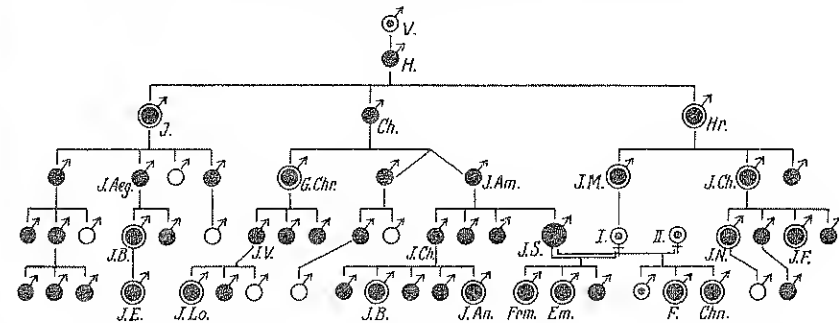 V.
H.
J. Ch. Hr.
J. Aeg. G. Chr. J. Am. J. M. J. Ch.
J. B. J. V. J. Ch. J. S. I. II. J. N. J. F.
J. E. J. Lo. J. B. J. An. Frm. Em. F. Chn.